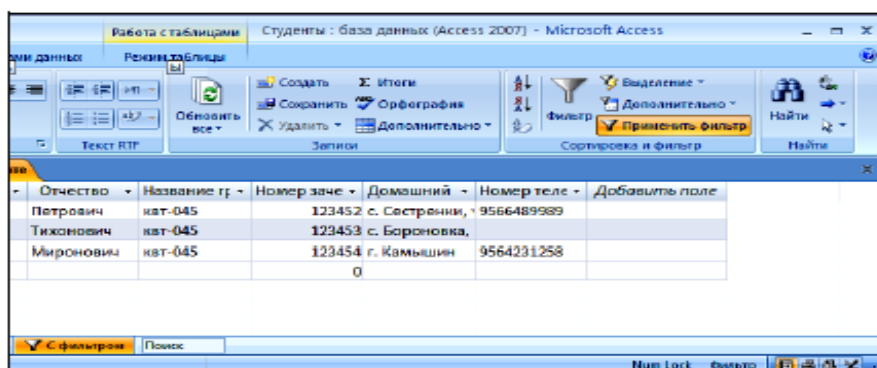 Работа с таблицами Студенты : база данных (Access 2007) - Microsoft Access
ами данных Режим таблицы
Обновить все
Создать Σ Итоги
Сохранить Орфография
Удалить Дополнительно
Фильтр
Выделение
Дополнительно
Применить фильтр
Найти
Текст RTF Записи Сортировка и фильтр Найти
Отчество Название гр Номер заче Домашний Номер теле Добавить поле
Петрович квт-045 123452 с. Сестренки, 9566489989
Тихонович квт-045 123453 с. Бороновка,
Миронович квт-045 123454 г. Камышин 9564231258
0
С фильтром Поиск
Num Lock Фильтр